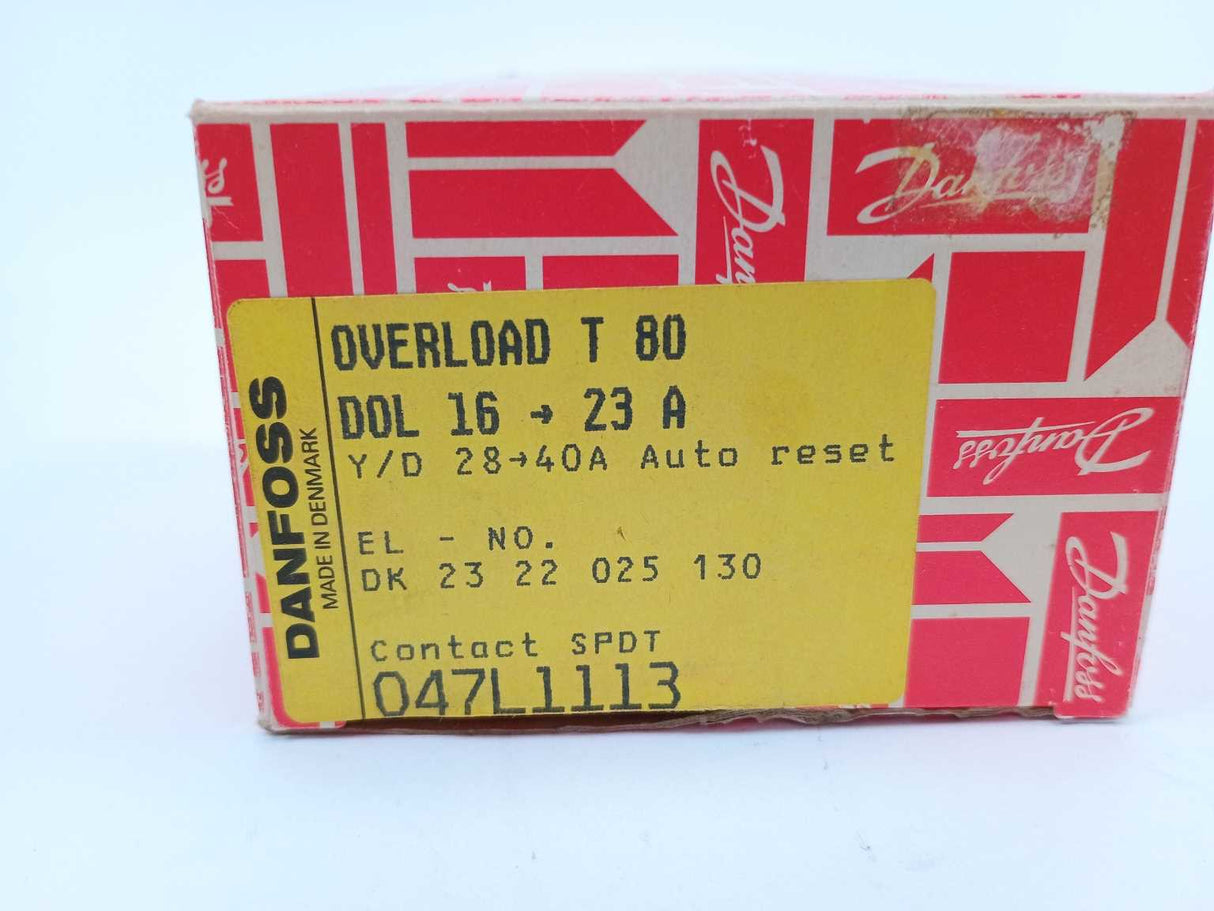 Danfoss
Danfoss
DANFOSS
MADE IN DENMARK
OVERLOAD T 80
DOL 16 → 23 A
Y/D 28→40A Auto reset
EL - NO.
DK 23 22 025 130
Contact SPDT
047L1113
Danfoss
Danfoss